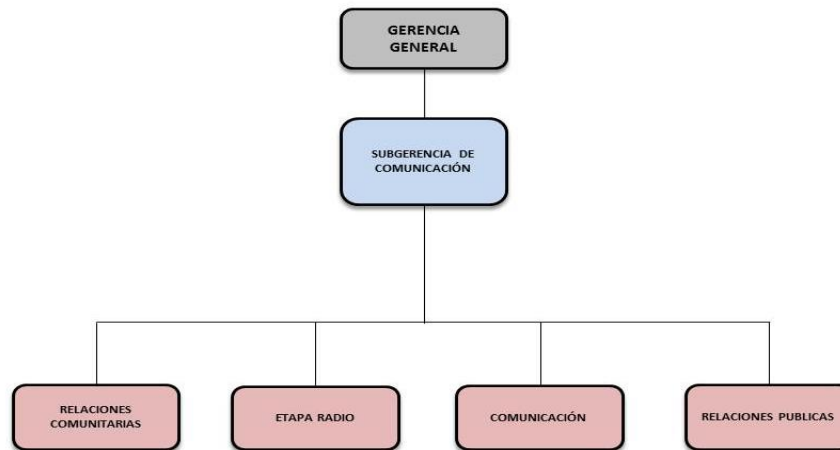 GERENCIA
GENERAL
SUBGERENCIA DE
COMUNICACIÓN
RELACIONES
COMUNITARIAS
ETAPA RADIO
COMUNICACIÓN
RELACIONES PUBLICAS